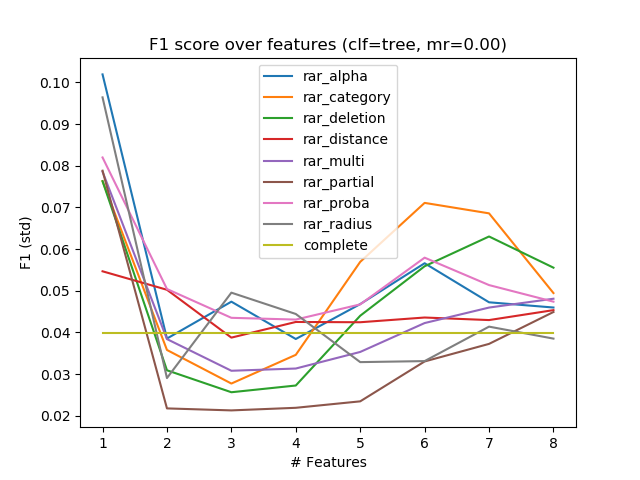 F1 score over features (clf=tree, mr=0.00)
rar_alpha
rar_category
rar_deletion
rar_distance
rar_multi
rar_partial
rar_proba
rar_radius
complete
F1 (std)
0.10
0.09
0.08
0.07
0.06
0.05
0.04
0.03
0.02
1 2 3 4 5 6 7 8
# Features